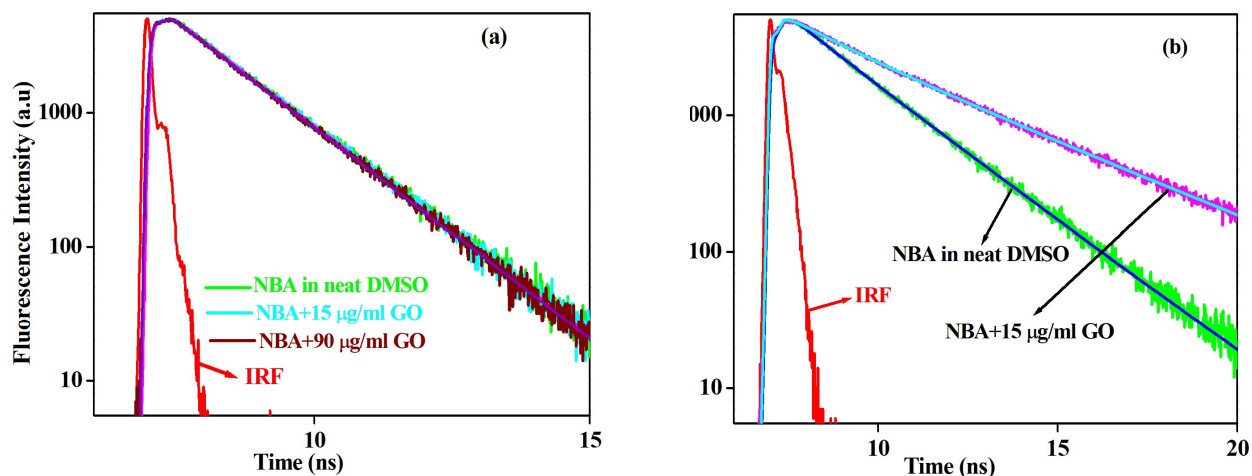 Fluorescence Intensity (a.u)
(a)
1000
100
10
NBA in neat DMSO
NBA+15 μg/ml GO
NBA+90 μg/ml GO
IRF
10
15
Time (ns)
(b)
000
100
10
NBA in neat DMSO
IRF
NBA+15 μg/ml GO
10
15
20
Time (ns)